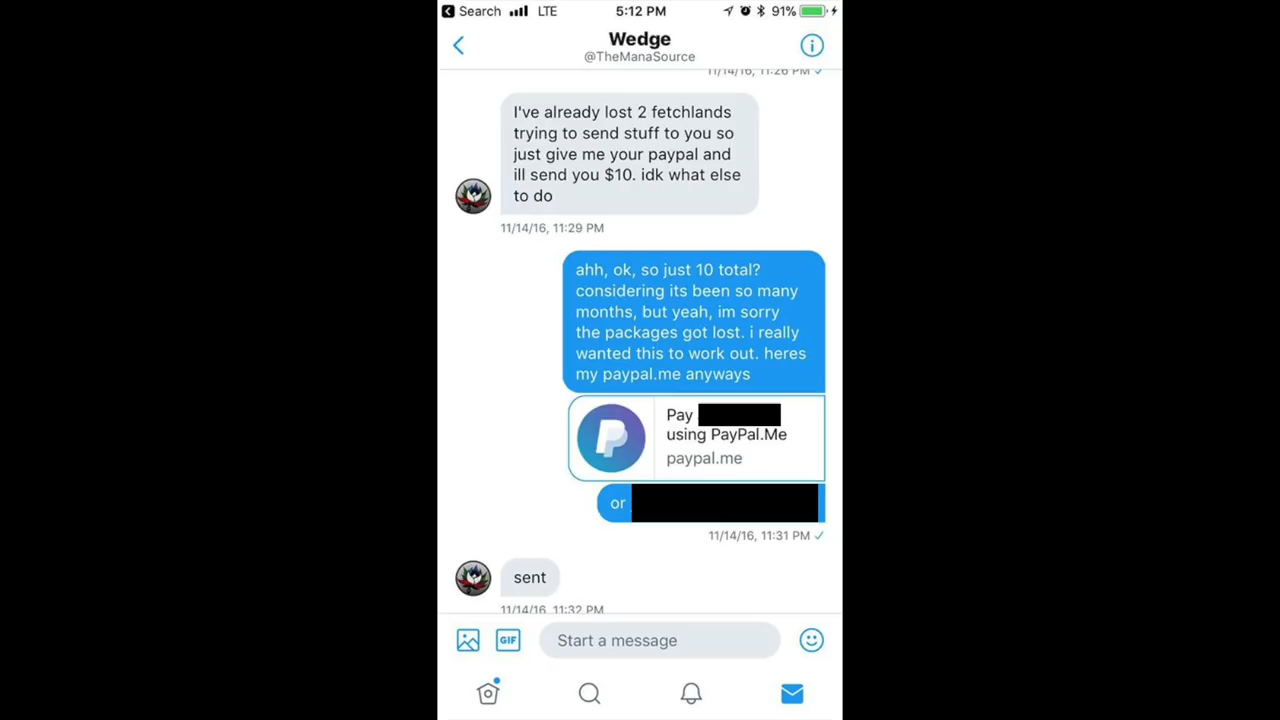 Search LTE 5:12 PM 91%
Wedge
@TheManaSource
11/14/16, 11:26 PM ✓
I've already lost 2 fetchlands
trying to send stuff to you so
just give me your paypal and
ill send you $10. idk what else
to do
11/14/16, 11:29 PM
ahh, ok, so just 10 total?
considering its been so many
months, but yeah, im sorry
the packages got lost. i really
wanted this to work out. heres
my paypal.me anyways
Pay
using PayPal.Me
paypal.me
or
11/14/16, 11:31 PM ✓
sent
11/14/16, 11:32 PM
GIF Start a message